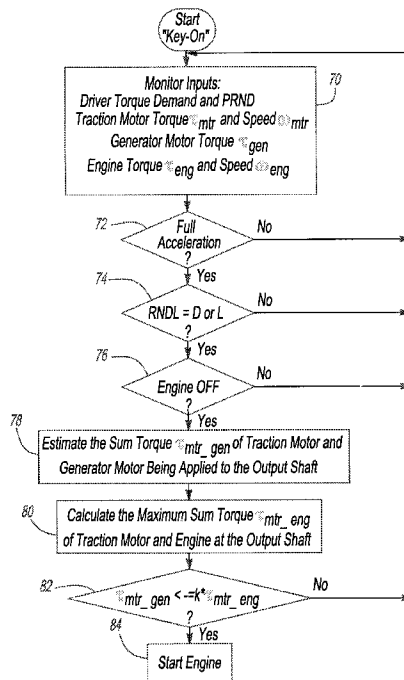 Start
"Key-On"
70
Monitor Inputs:
Driver Torque Demand and PRND
Traction Motor Torque τmtr and Speed ωmtr
Generator Motor Torque τgen
Engine Torque τeng and Speed ωeng
72
Full
Acceleration
?
No
Yes
74
RNDL = D or L
?
No
Yes
76
Engine OFF
?
No
Yes
78
Estimate the Sum Torque τmtr_gen of Traction Motor and
Generator Motor Being Applied to the Output Shaft
80
Calculate the Maximum Sum Torque τmtr_eng
of Traction Motor and Engine at the Output Shaft
82
τmtr_gen < -=k*τmtr_eng
?
No
Yes
84
Start Engine